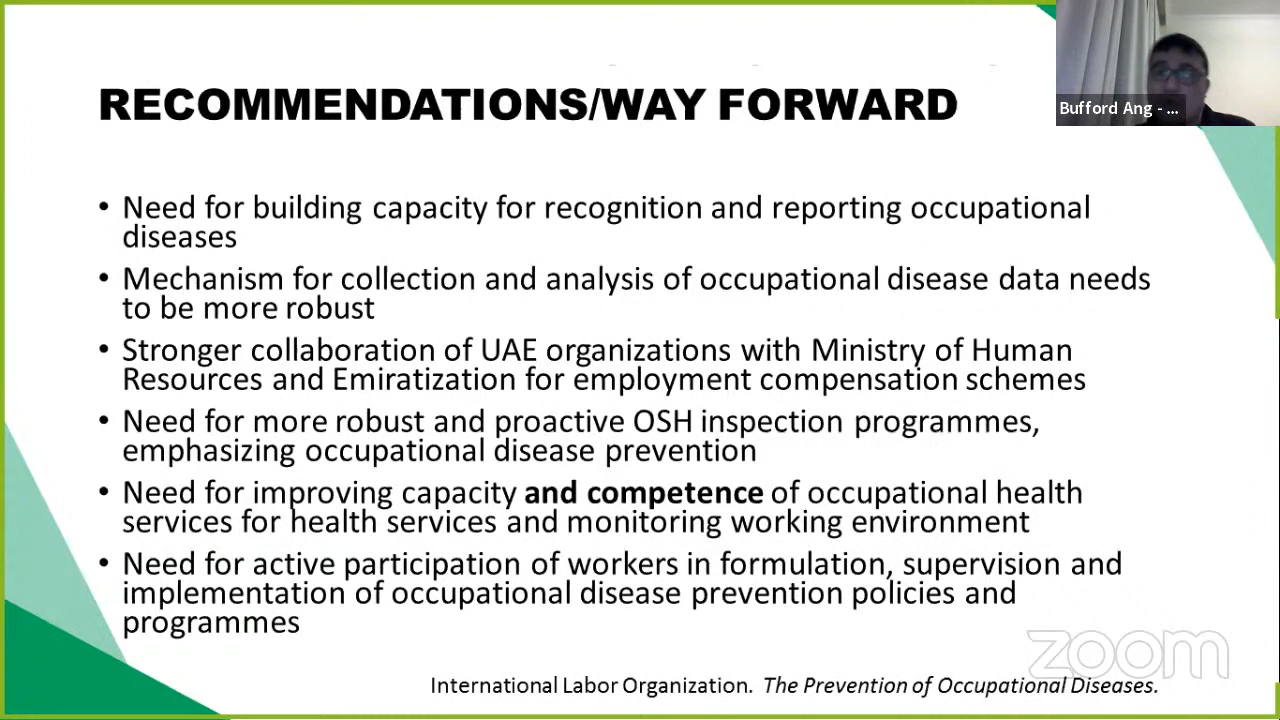 RECOMMENDATIONS/WAY FORWARD
Bufford Ang - ...
• Need for building capacity for recognition and reporting occupational
diseases
• Mechanism for collection and analysis of occupational disease data needs
to be more robust
• Stronger collaboration of UAE organizations with Ministry of Human
Resources and Emiratization for employment compensation schemes
• Need for more robust and proactive OSH inspection programmes,
emphasizing occupational disease prevention
• Need for improving capacity and competence of occupational health
services for health services and monitoring working environment
• Need for active participation of workers in formulation, supervision and
implementation of occupational disease prevention policies and
programmes
zoom
International Labor Organization. The Prevention of Occupational Diseases.